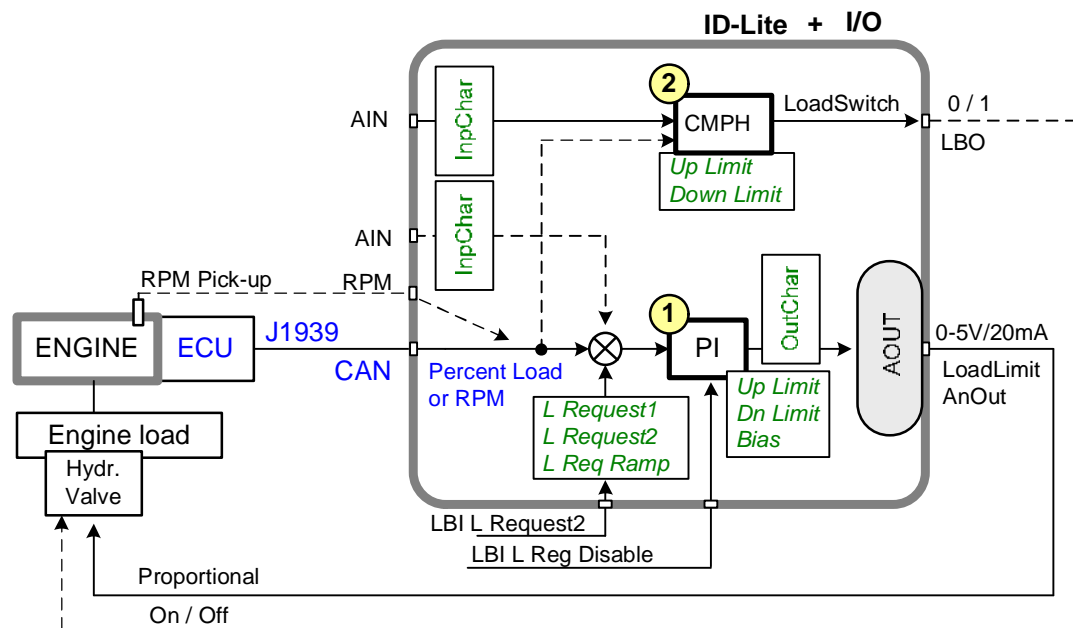 ID-Lite + I/O
2
AIN
InpChar
CMPH
LoadSwitch
0 / 1
LBO
Up Limit
Down Limit
AIN
InpChar
RPM Pick-up
RPM
1
OutChar
AOUT
ENGINE
ECU
J1939
CAN
Percent Load
or RPM
PI
0-5V/20mA
LoadLimit
AnOut
L Request1
L Request2
L Req Ramp
Up Limit
Dn Limit
Bias
Engine load
Hydr.
Valve
LBI L Request2
LBI L Reg Disable
Proportional
On / Off